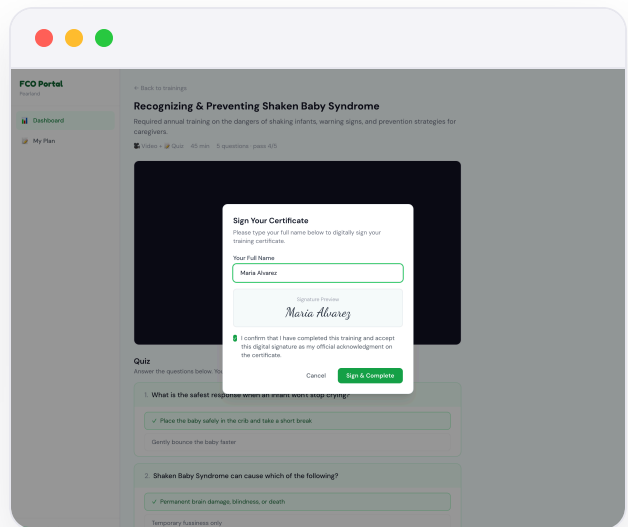 FCO Portal
Pearland
Dashboard
My Plan
← Back to trainings
Recognizing & Preventing Shaken Baby Syndrome
Required annual training on the dangers of shaking infants, warning signs, and prevention strategies for
caregivers.
Video + Quiz 45 min 5 questions · pass 4/5
Sign Your Certificate
Please type your full name below to digitally sign your
training certificate.
Your Full Name
Maria Alvarez
Signature Preview
Maria Alvarez
I confirm that I have completed this training and accept
this digital signature as my official acknowledgment on
the certificate.
Cancel
Sign & Complete
Quiz
Answer the questions below.
1. What is the safest response when an infant won't stop crying?
✓ Place the baby safely in the crib and take a short break
Gently bounce the baby faster
2. Shaken Baby Syndrome can cause which of the following?
✓ Permanent brain damage, blindness, or death
Temporary fussiness only